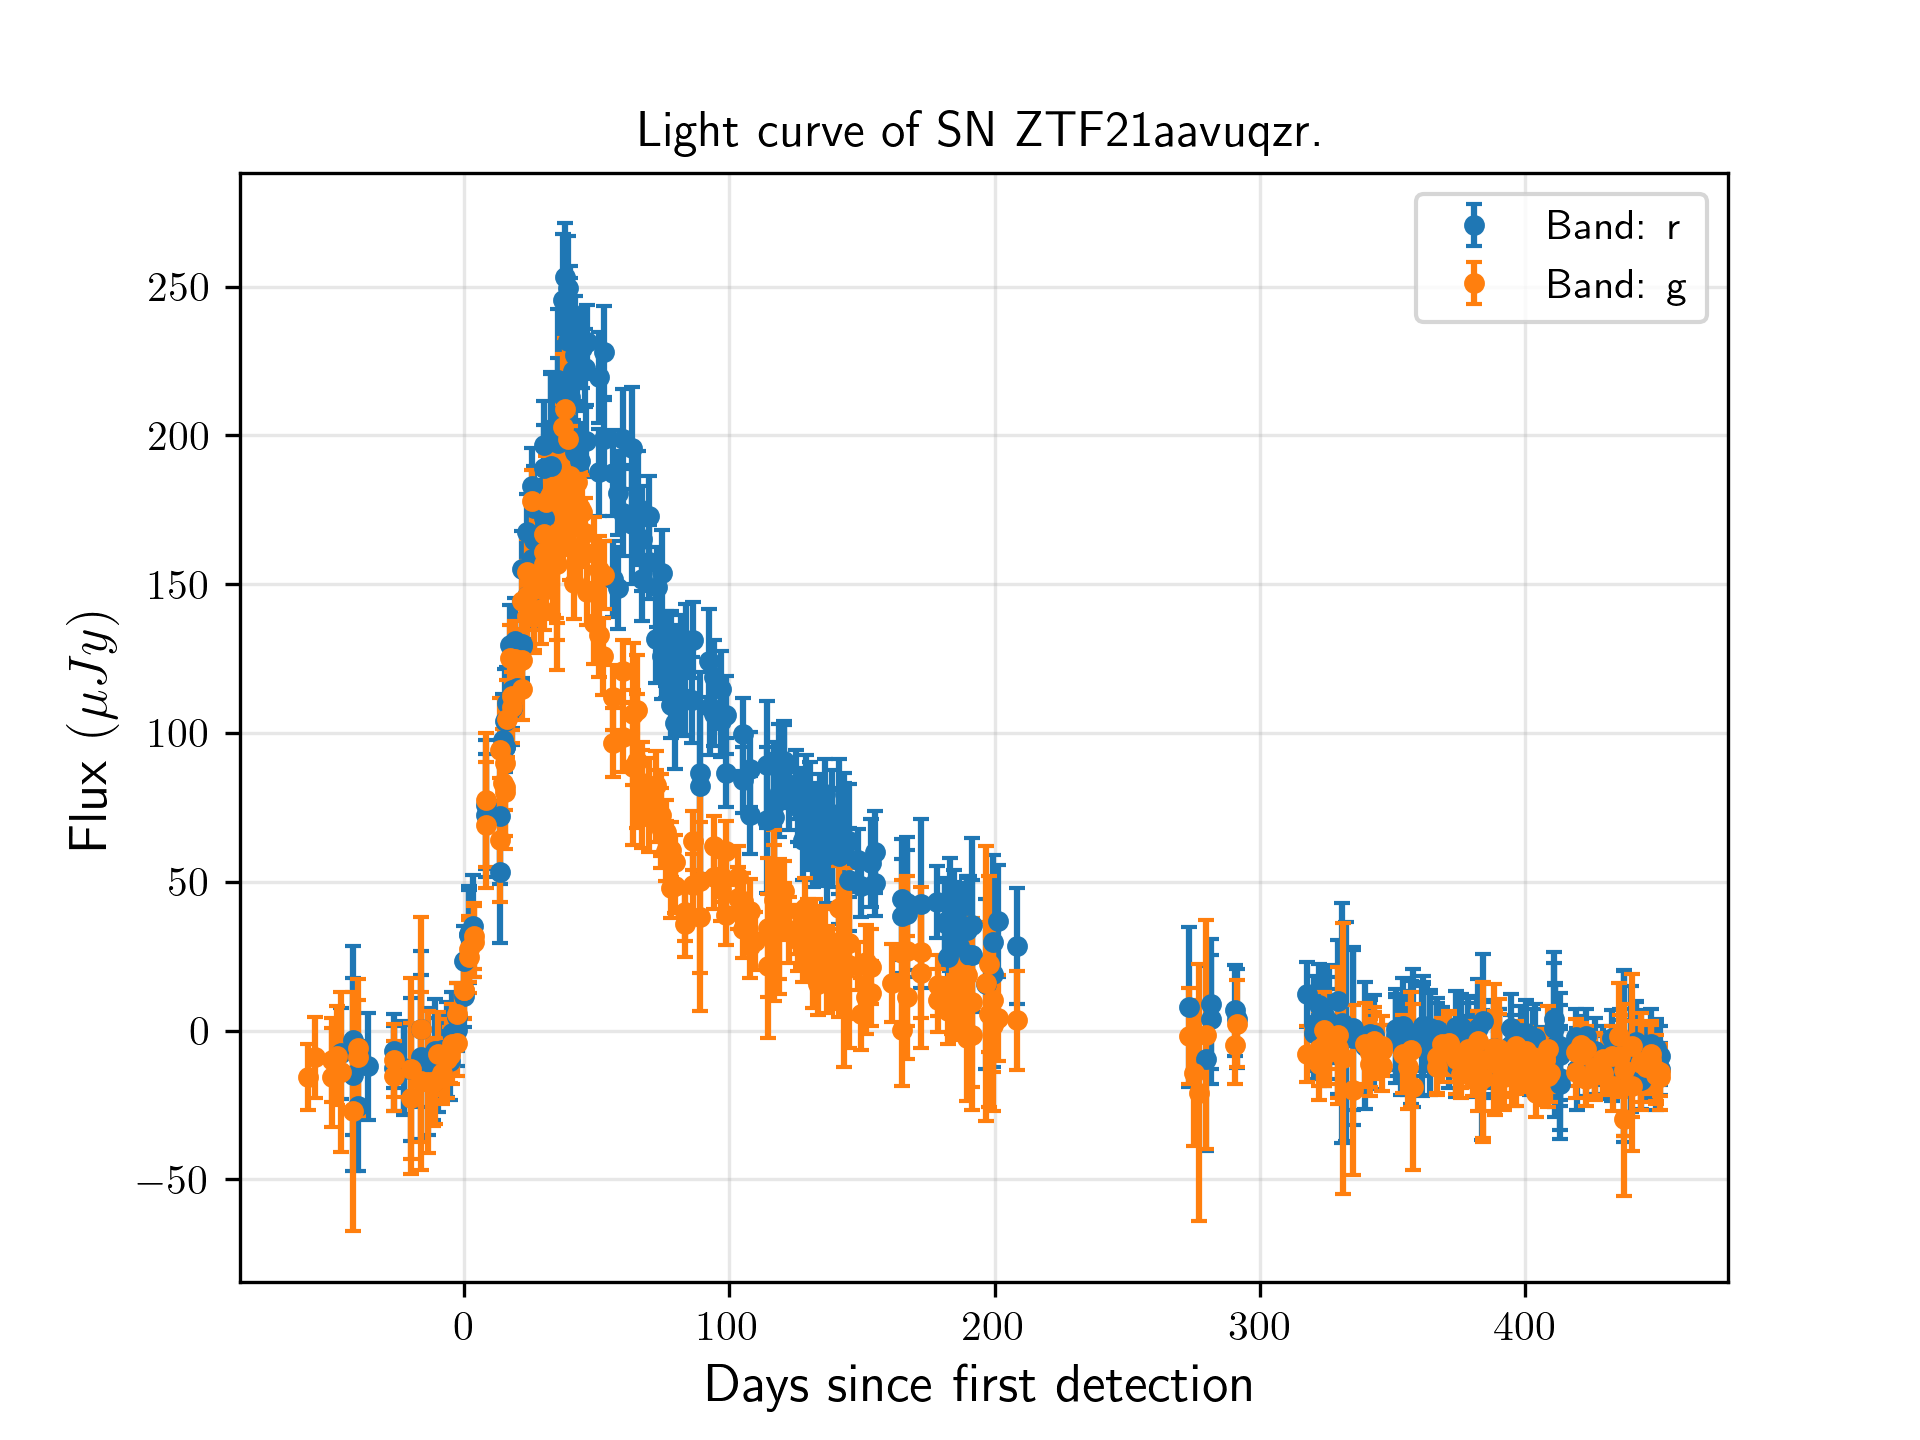 Light curve of SN ZTF21aavuqzr.
Band: r
Band: g
250
200
150
100
50
0
−50
Flux (μJy)
0 100 200 300 400
Days since first detection